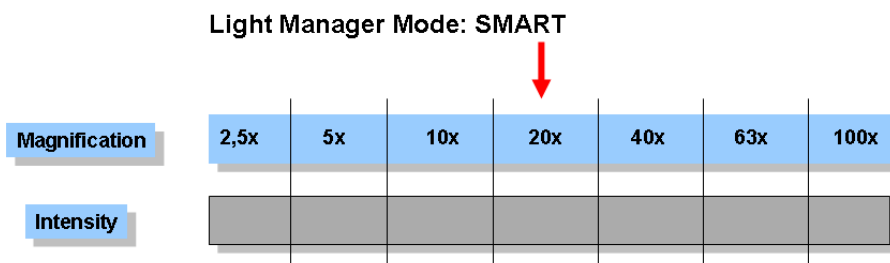 Light Manager Mode: SMART
Magnification 2,5x 5x 10x 20x 40x 63x 100x
Intensity